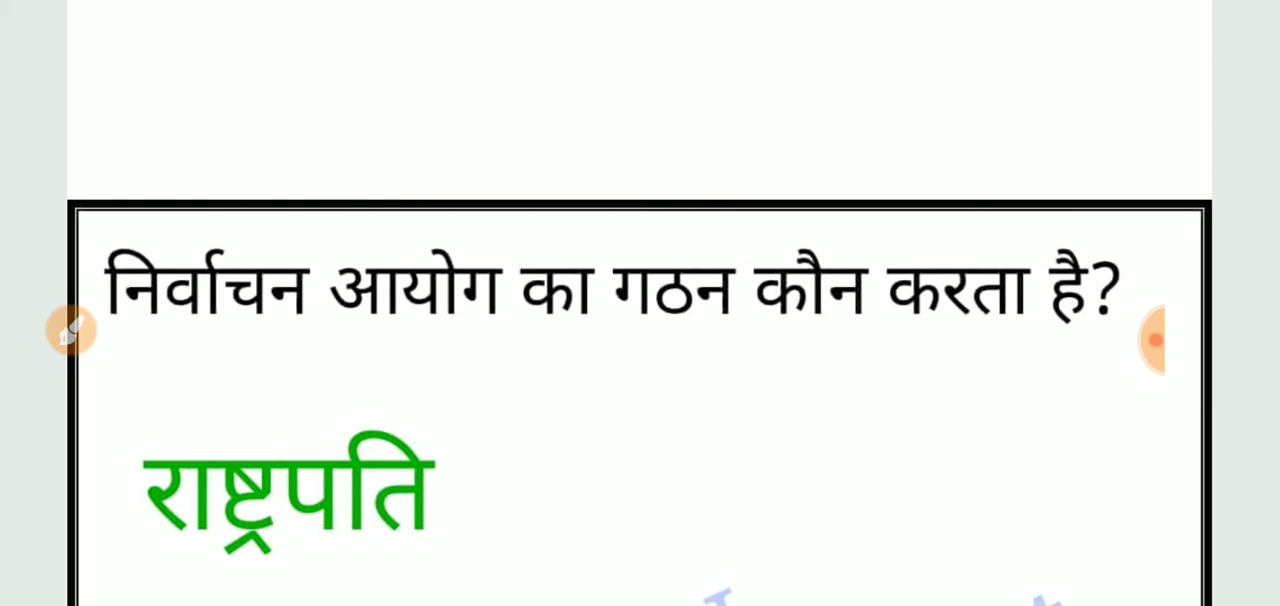 निर्वाचन आयोग का गठन कौन करता है?
राष्ट्रपति